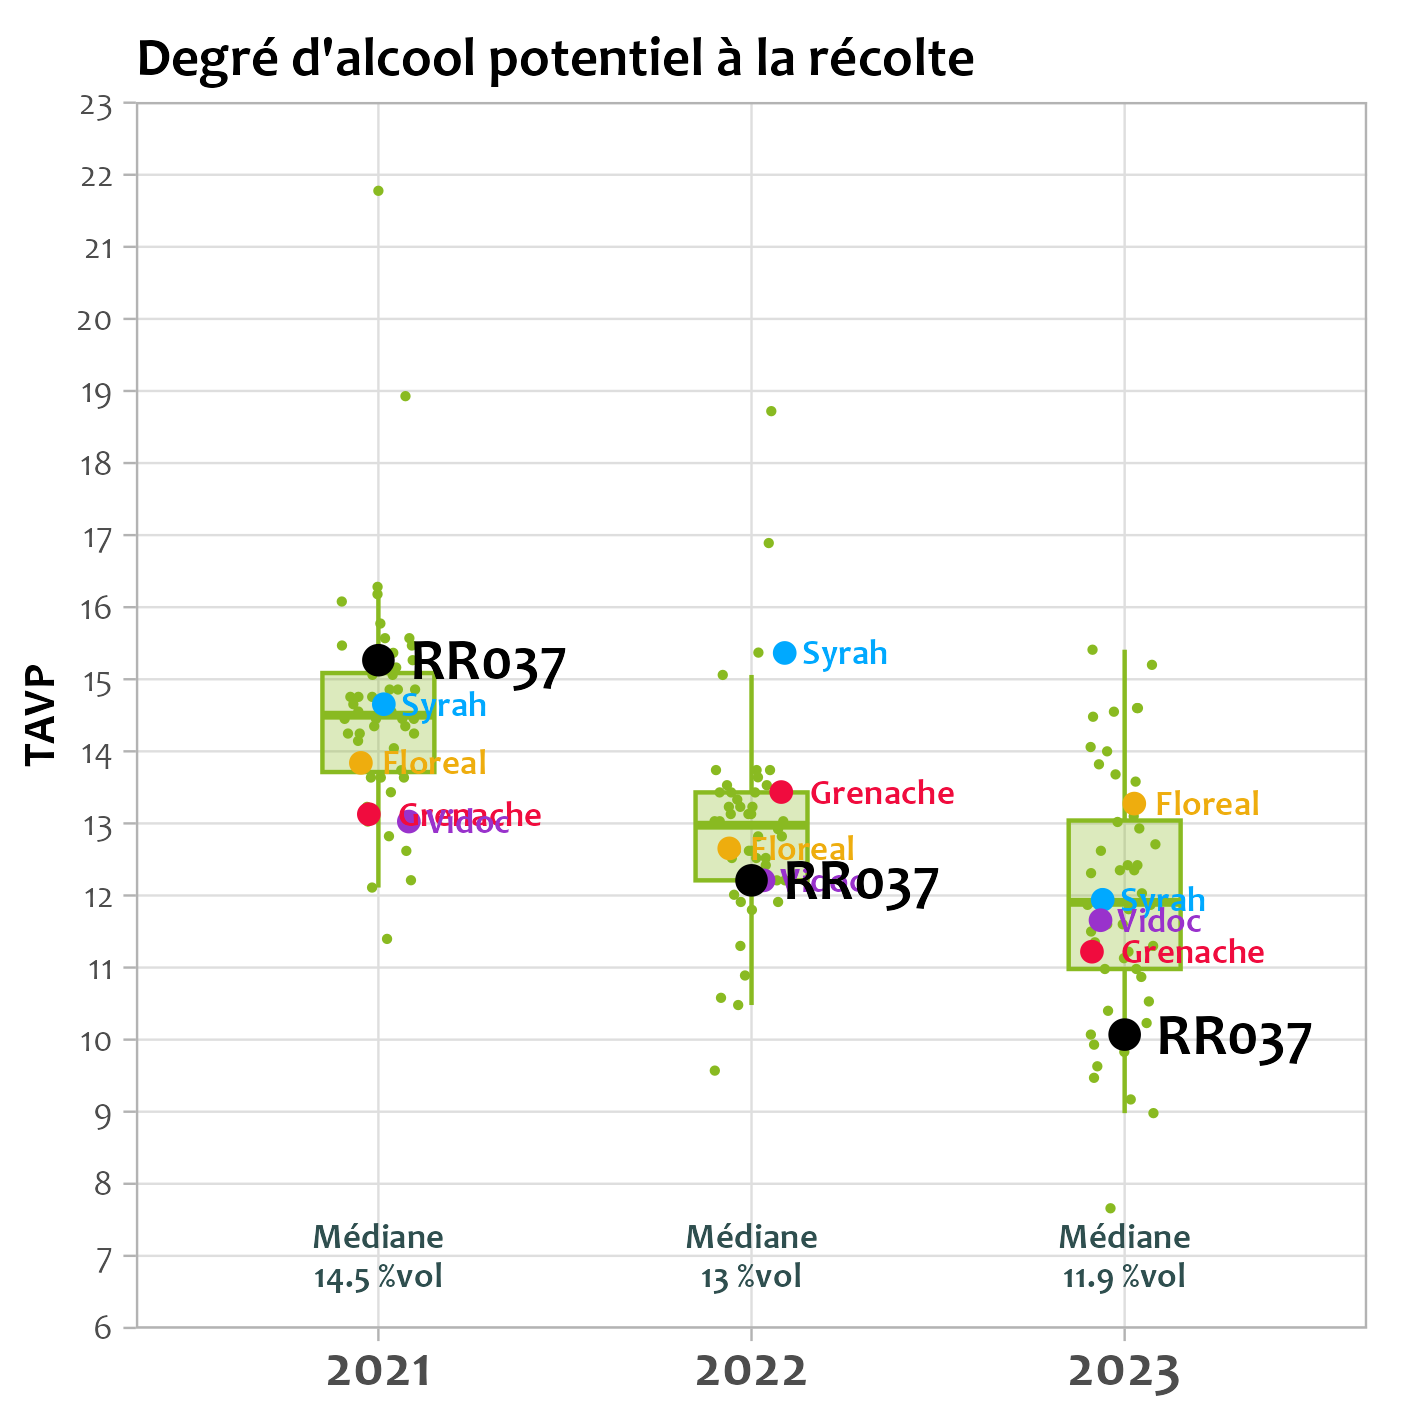 Degré d'alcool potentiel à la récolte
TAVP
23
22
21
20
19
18
17
16
15
14
13
12
11
10
9
8
7
6
RR037
Syrah
Floreal
Grenache
Vidoc
Syrah
Grenache
Floreal
Vidoc
RR037
Floreal
Syrah
Vidoc
Grenache
RR037
Médiane
14.5 %vol
Médiane
13 %vol
Médiane
11.9 %vol
2021
2022
2023